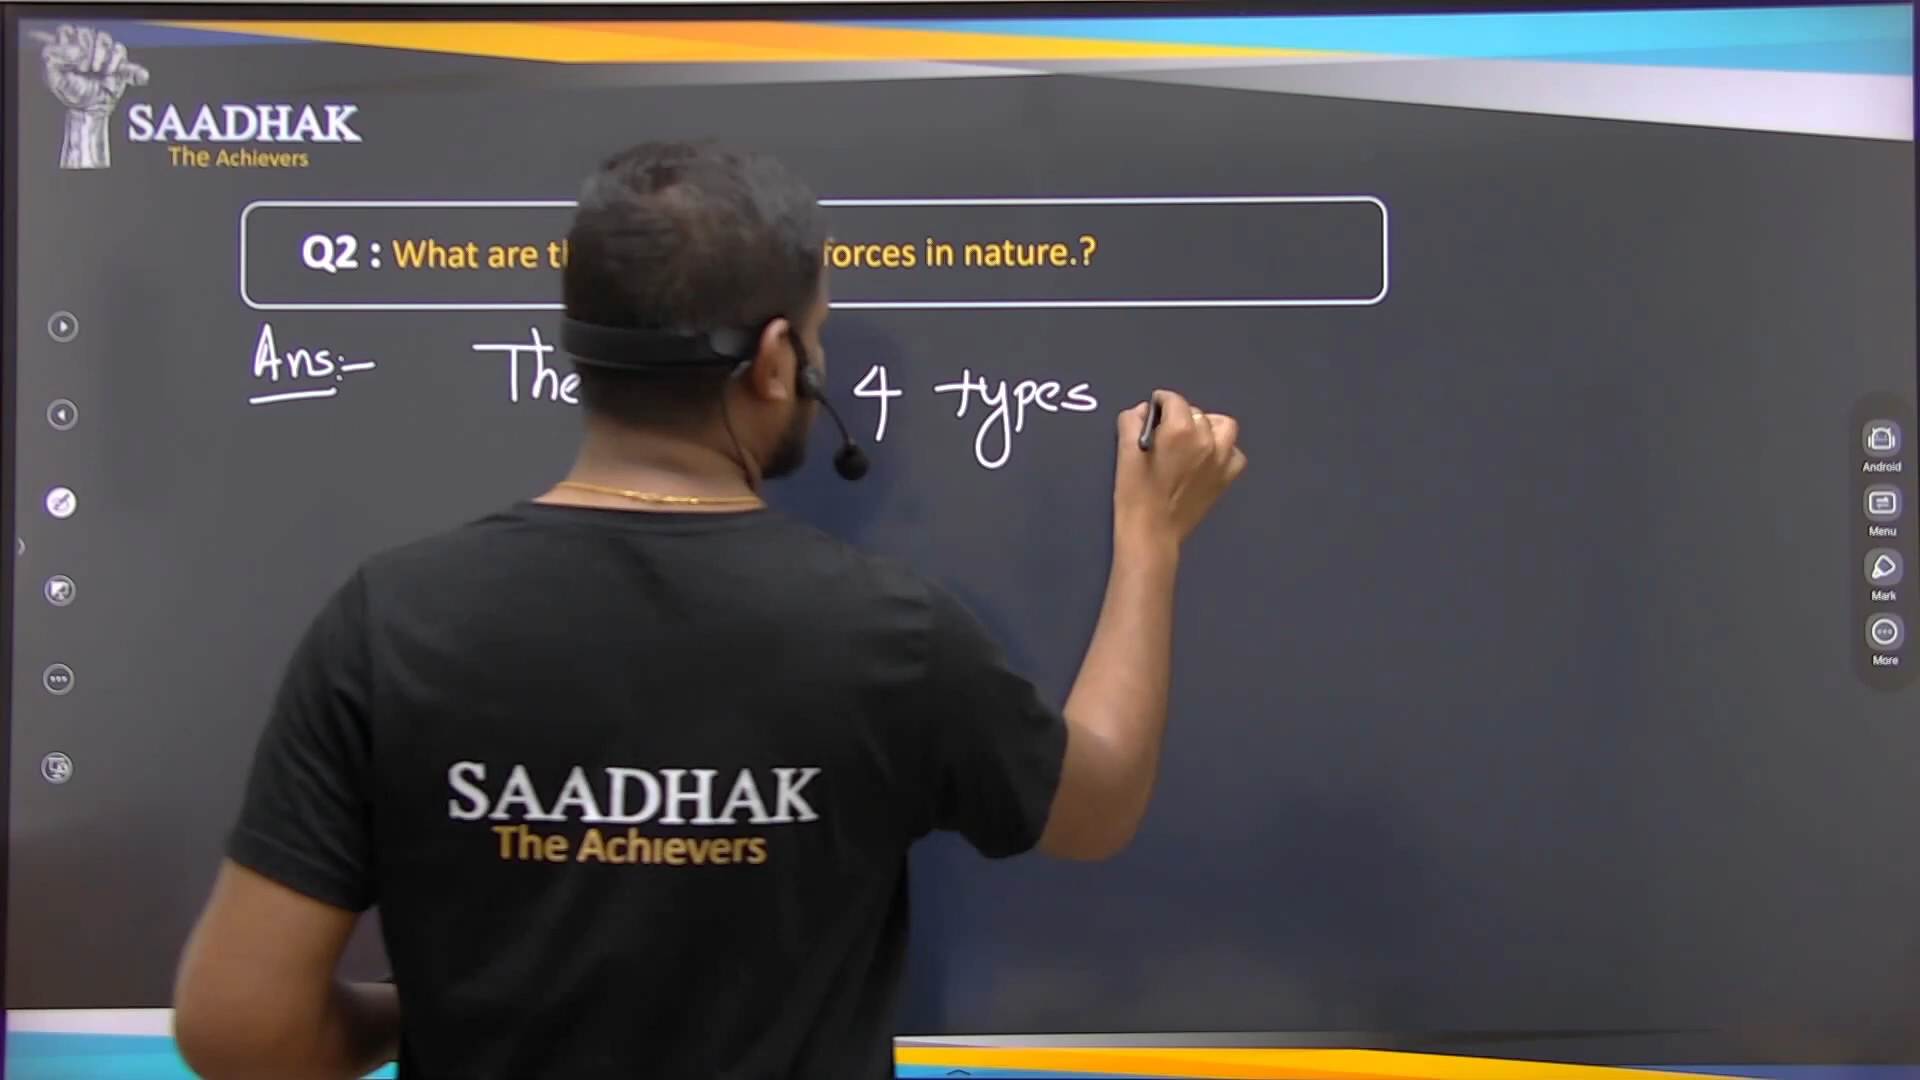 SAADHAK
The Achievers
Q2 : What are forces in nature.?
Ans:- The 4 types
Android
Menu
Mark
More
SAADHAK
The Achievers